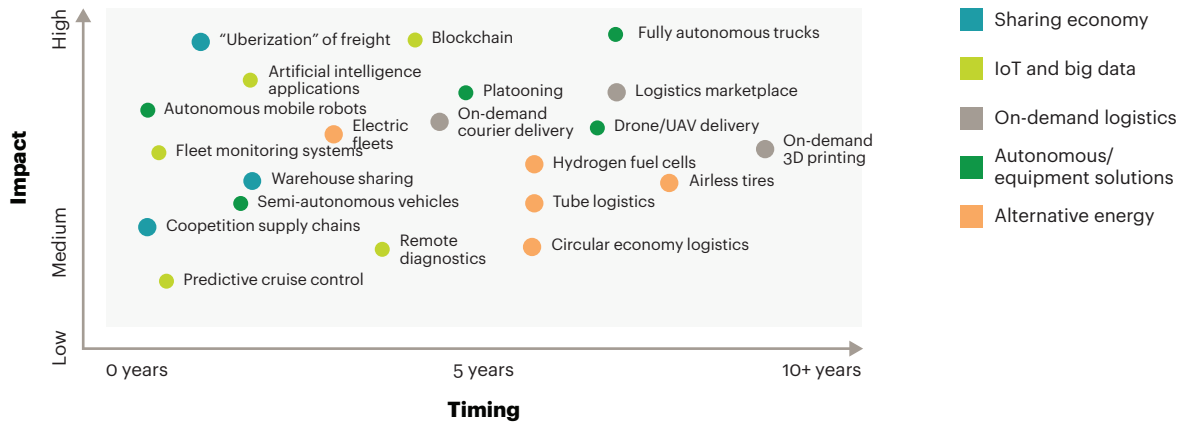 High
Medium
Low
Impact
"Uberization" of freight
Blockchain
Fully autonomous trucks
Artificial intelligence
applications
Platooning
Logistics marketplace
Autonomous mobile robots
On-demand
courier delivery
Electric
fleets
Drone/UAV delivery
On-demand
3D printing
Fleet monitoring systems
Hydrogen fuel cells
Warehouse sharing
Airless tires
Semi-autonomous vehicles
Tube logistics
Coopetition supply chains
Remote
diagnostics
Circular economy logistics
Predictive cruise control
0 years
5 years
10+ years
Timing
Sharing economy
IoT and big data
On-demand logistics
Autonomous/
equipment solutions
Alternative energy